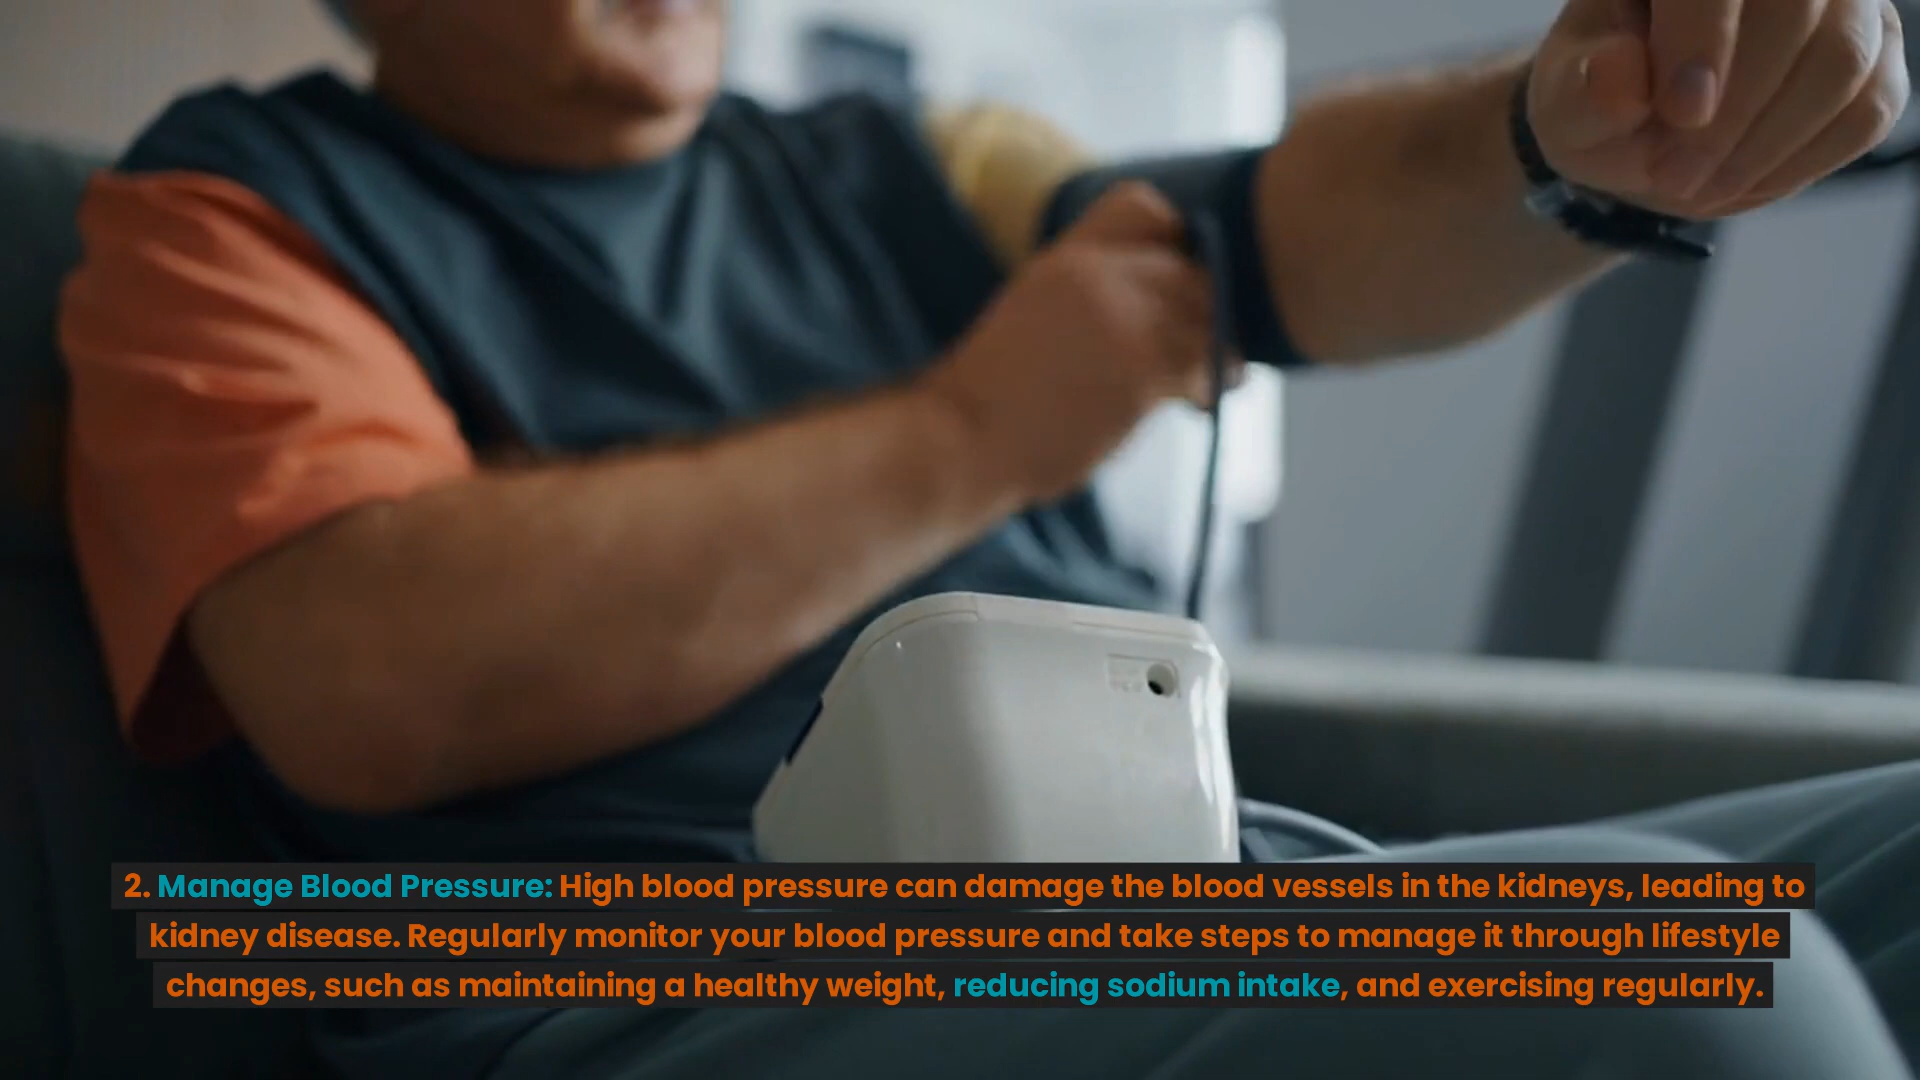 2. Manage Blood Pressure: High blood pressure can damage the blood vessels in the kidneys, leading to
kidney disease. Regularly monitor your blood pressure and take steps to manage it through lifestyle
changes, such as maintaining a healthy weight, reducing sodium intake, and exercising regularly.